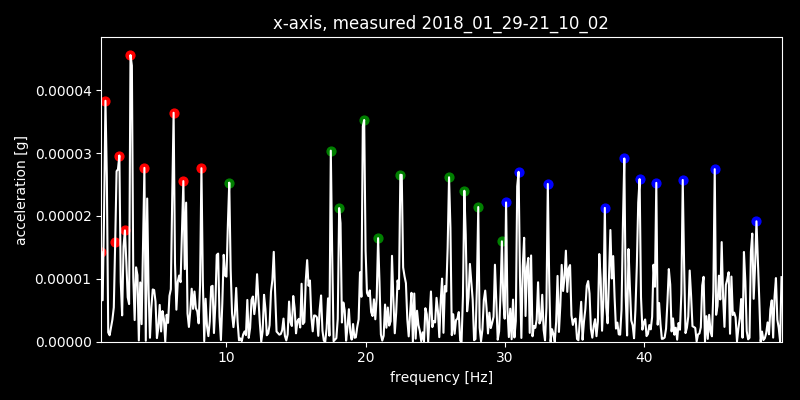 x-axis, measured 2018_01_29-21_10_02
0.00004
0.00003
0.00002
0.00001
0.00000
acceleration [g]
10 20 30 40
frequency [Hz]